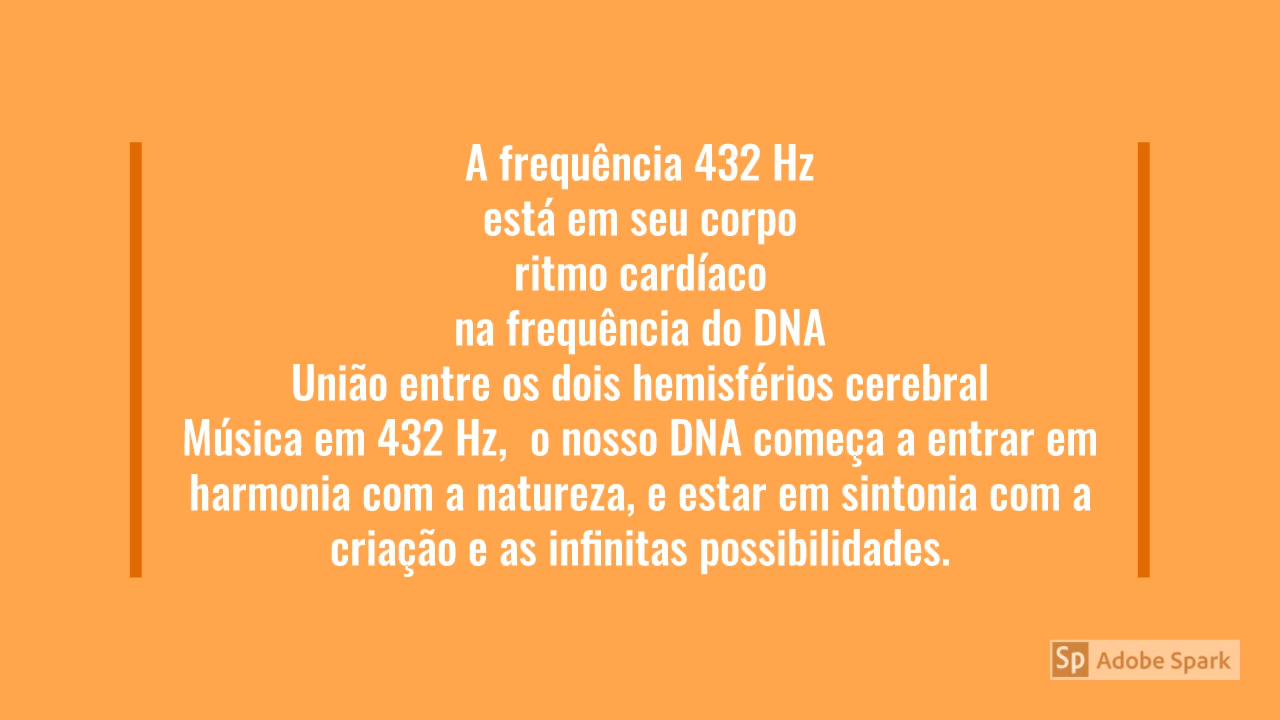 A frequência 432 Hz
está em seu corpo
ritmo cardíaco
na frequência do DNA
União entre os dois hemisférios cerebral
Música em 432 Hz,  o nosso DNA começa a entrar em
harmonia com a natureza, e estar em sintonia com a
criação e as infinitas possibilidades.
Sp Adobe Spark